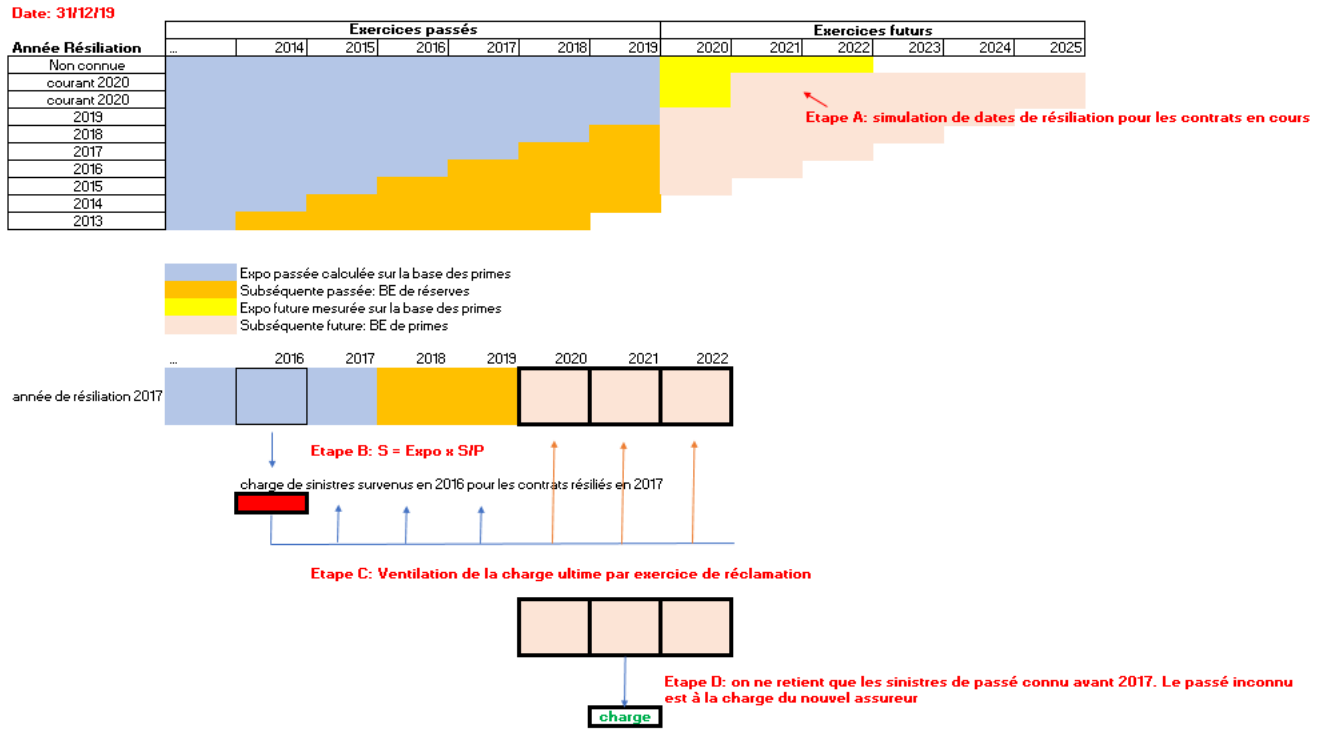 Date: 31/12/19
Exercices passés
Exercices futurs
Année Résiliation ... 2014 2015 2016 2017 2018 2019 2020 2021 2022 2023 2024 2025
Non connue
courant 2020
courant 2020
2019
Etape A: simulation de dates de résiliation pour les contrats en cours
2018
2017
2016
2015
2014
2013
Expo passée calculée sur la base des primes
Subséquente passée: BE de réserves
Expo future mesurée sur la base des primes
Subséquente future: BE de primes
... 2016 2017 2018 2019 2020 2021 2022
année de résiliation 2017
Etape B: S = Expo x S/P
charge de sinistres survenus en 2016 pour les contrats résiliés en 2017
Etape C: Ventilation de la charge ultime par exercice de réclamation
Etape D: on ne retient que les sinistres de passé connu avant 2017. Le passé inconnu
est à la charge du nouvel assureur
charge